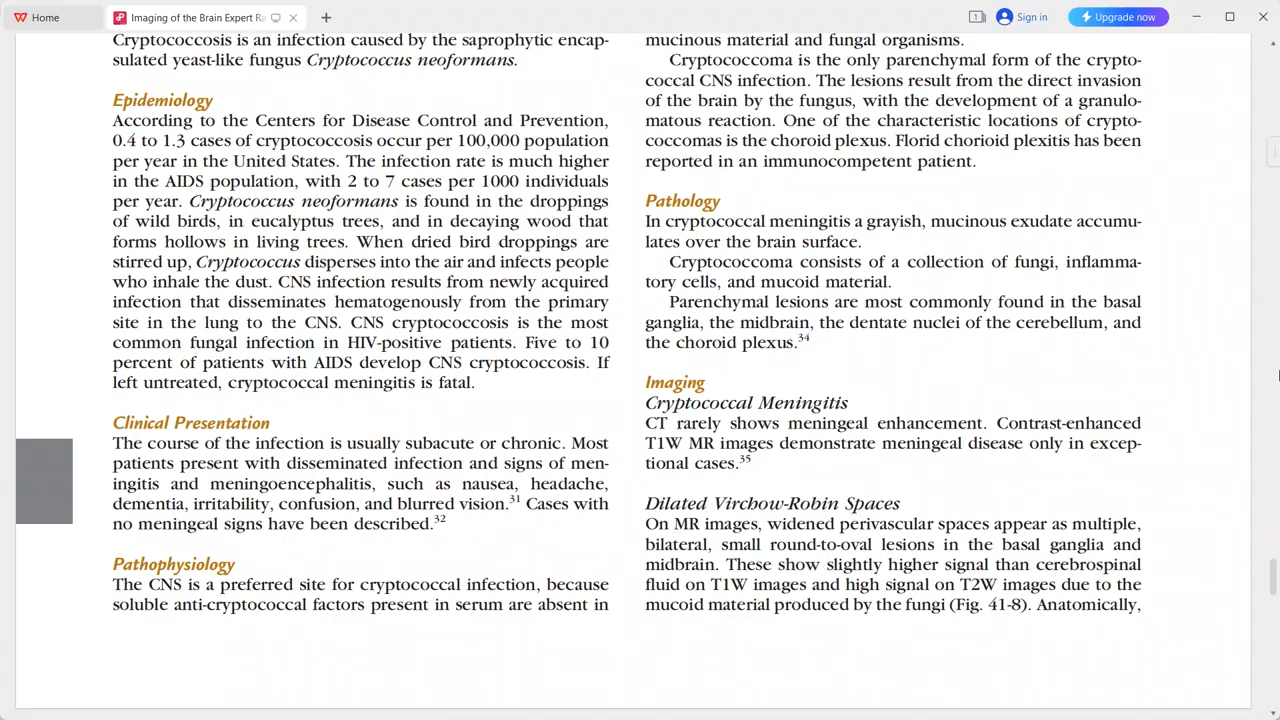 Home
Imaging of the Brain Expert Ra
Sign in
Upgrade now
Cryptococcosis is an infection caused by the saprophytic encap-
sulated yeast-like fungus Cryptococcus neoformans.
Epidemiology
According to the Centers for Disease Control and Prevention,
0.4 to 1.3 cases of cryptococcosis occur per 100,000 population
per year in the United States. The infection rate is much higher
in the AIDS population, with 2 to 7 cases per 1000 individuals
per year. Cryptococcus neoformans is found in the droppings
of wild birds, in eucalyptus trees, and in decaying wood that
forms hollows in living trees. When dried bird droppings are
stirred up, Cryptococcus disperses into the air and infects people
who inhale the dust. CNS infection results from newly acquired
infection that disseminates hematogenously from the primary
site in the lung to the CNS. CNS cryptococcosis is the most
common fungal infection in HIV-positive patients. Five to 10
percent of patients with AIDS develop CNS cryptococcosis. If
left untreated, cryptococcal meningitis is fatal.
Clinical Presentation
The course of the infection is usually subacute or chronic. Most
patients present with disseminated infection and signs of men-
ingitis and meningoencephalitis, such as nausea, headache,
dementia, irritability, confusion, and blurred vision.31 Cases with
no meningeal signs have been described.32
Pathophysiology
The CNS is a preferred site for cryptococcal infection, because
soluble anti-cryptococcal factors present in serum are absent in
mucinous material and fungal organisms.
Cryptococcoma is the only parenchymal form of the crypto-
coccal CNS infection. The lesions result from the direct invasion
of the brain by the fungus, with the development of a granulo-
matous reaction. One of the characteristic locations of crypto-
coccomas is the choroid plexus. Florid chorioid plexitis has been
reported in an immunocompetent patient.
Pathology
In cryptococcal meningitis a grayish, mucinous exudate accumu-
lates over the brain surface.
Cryptococcoma consists of a collection of fungi, inflamma-
tory cells, and mucoid material.
Parenchymal lesions are most commonly found in the basal
ganglia, the midbrain, the dentate nuclei of the cerebellum, and
the choroid plexus.34
Imaging
Cryptococcal Meningitis
CT rarely shows meningeal enhancement. Contrast-enhanced
T1W MR images demonstrate meningeal disease only in excep-
tional cases.35
Dilated Virchow-Robin Spaces
On MR images, widened perivascular spaces appear as multiple,
bilateral, small round-to-oval lesions in the basal ganglia and
midbrain. These show slightly higher signal than cerebrospinal
fluid on T1W images and high signal on T2W images due to the
mucoid material produced by the fungi (Fig. 41-8). Anatomically,